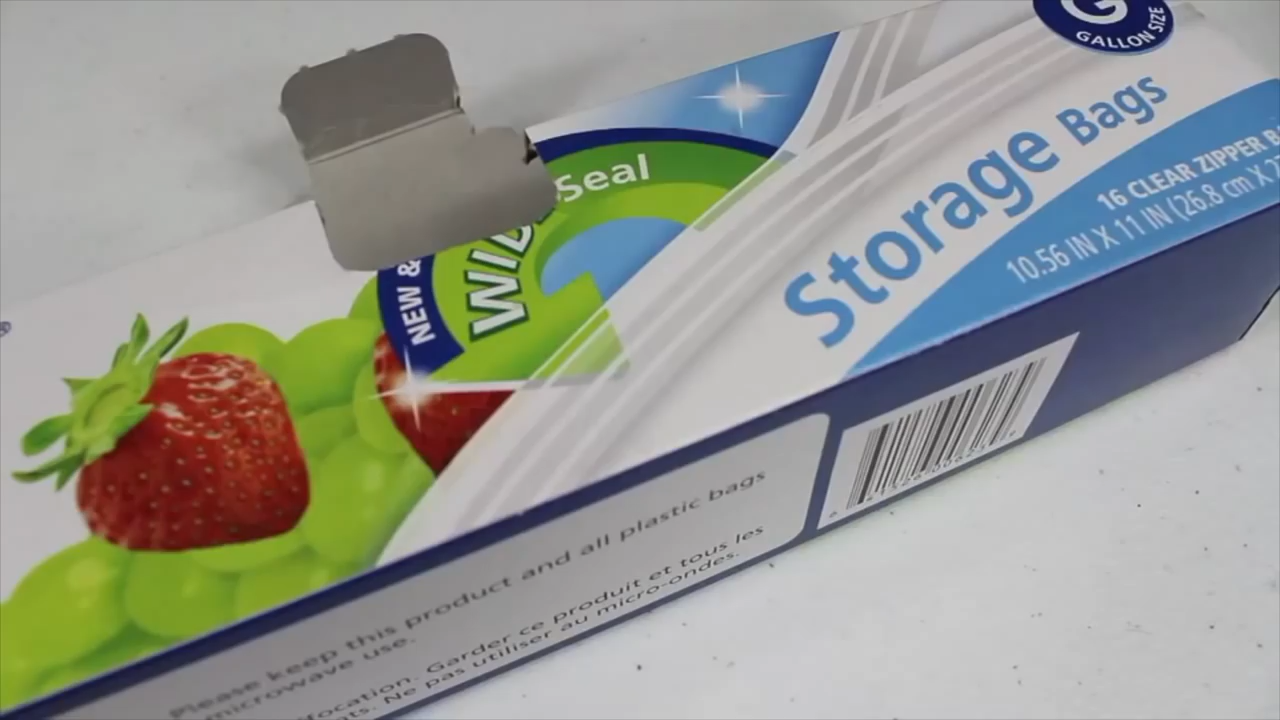 G
GALLON SIZE
Storage Bags
16 CLEAR ZIPPER
10.56 IN X 11 IN (26.8 cm X
Seal
NEW &
®
Please keep this product and all plastic bags
microwave use.
Garder ce produit et tous les
Ne pas utiliser au micro-ondes.